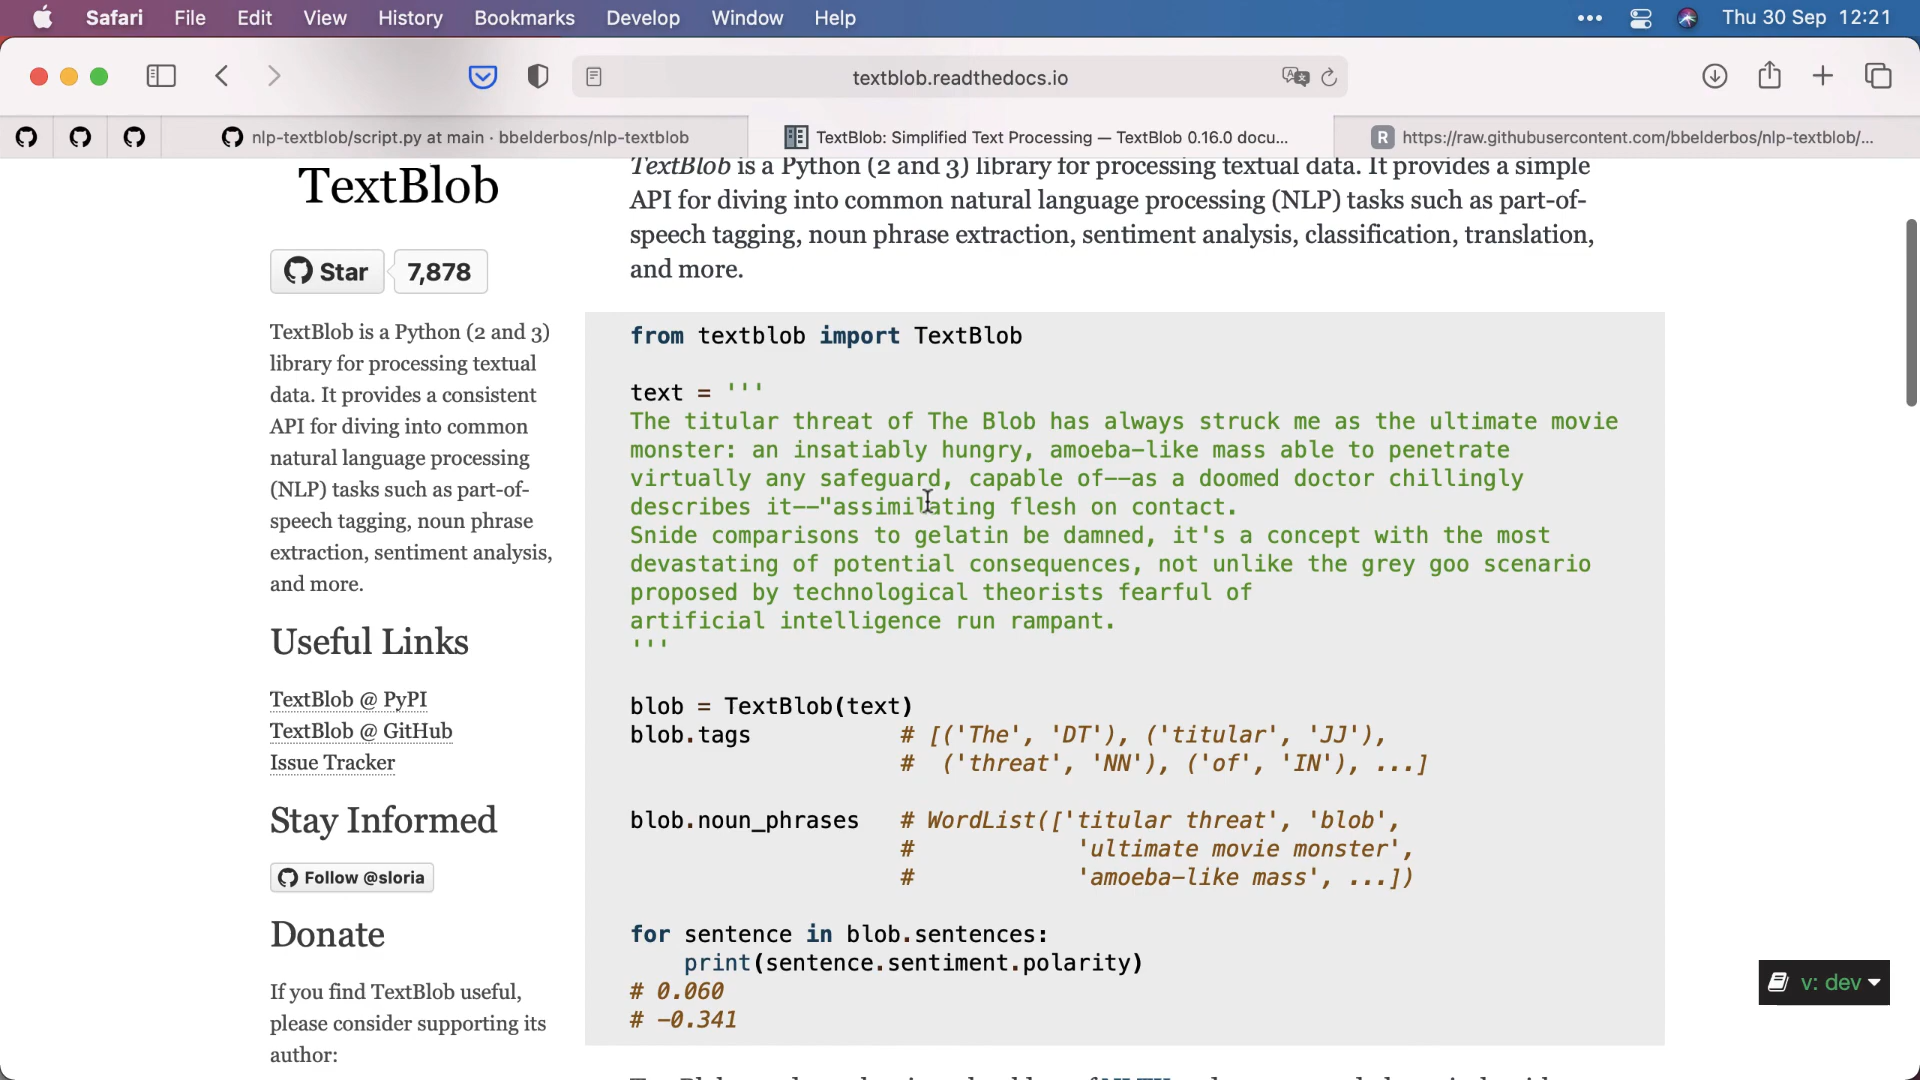 Safari File Edit View History Bookmarks Develop Window Help Thu 30 Sep 12:21
textblob.readthedocs.io
nlp-textblob/script.py at main · bbelderbos/nlp-textblob
TextBlob: Simplified Text Processing — TextBlob 0.16.0 docu...
R https://raw.githubusercontent.com/bbelderbos/nlp-textblob/...
TextBlob
Star 7,878
TextBlob is a Python (2 and 3)
library for processing textual
data. It provides a consistent
API for diving into common
natural language processing
(NLP) tasks such as part-of-
speech tagging, noun phrase
extraction, sentiment analysis,
and more.
Useful Links
TextBlob @ PyPI
TextBlob @ GitHub
Issue Tracker
Stay Informed
Follow @sloria
Donate
If you find TextBlob useful,
please consider supporting its
author:
TextBlob is a Python (2 and 3) library for processing textual data. It provides a simple
API for diving into common natural language processing (NLP) tasks such as part-of-
speech tagging, noun phrase extraction, sentiment analysis, classification, translation,
and more.
from textblob import TextBlob
text = '''
The titular threat of The Blob has always struck me as the ultimate movie
monster: an insatiably hungry, amoeba-like mass able to penetrate
virtually any safeguard, capable of--as a doomed doctor chillingly
describes it--"assimilating flesh on contact.
Snide comparisons to gelatin be damned, it's a concept with the most
devastating of potential consequences, not unlike the grey goo scenario
proposed by technological theorists fearful of
artificial intelligence run rampant.
'''
blob = TextBlob(text)
blob.tags # [('The', 'DT'), ('titular', 'JJ'),
# ('threat', 'NN'), ('of', 'IN'), ...]
blob.noun_phrases # WordList(['titular threat', 'blob',
# 'ultimate movie monster',
# 'amoeba-like mass', ...])
for sentence in blob.sentences:
print(sentence.sentiment.polarity)
# 0.060
# -0.341
v: dev